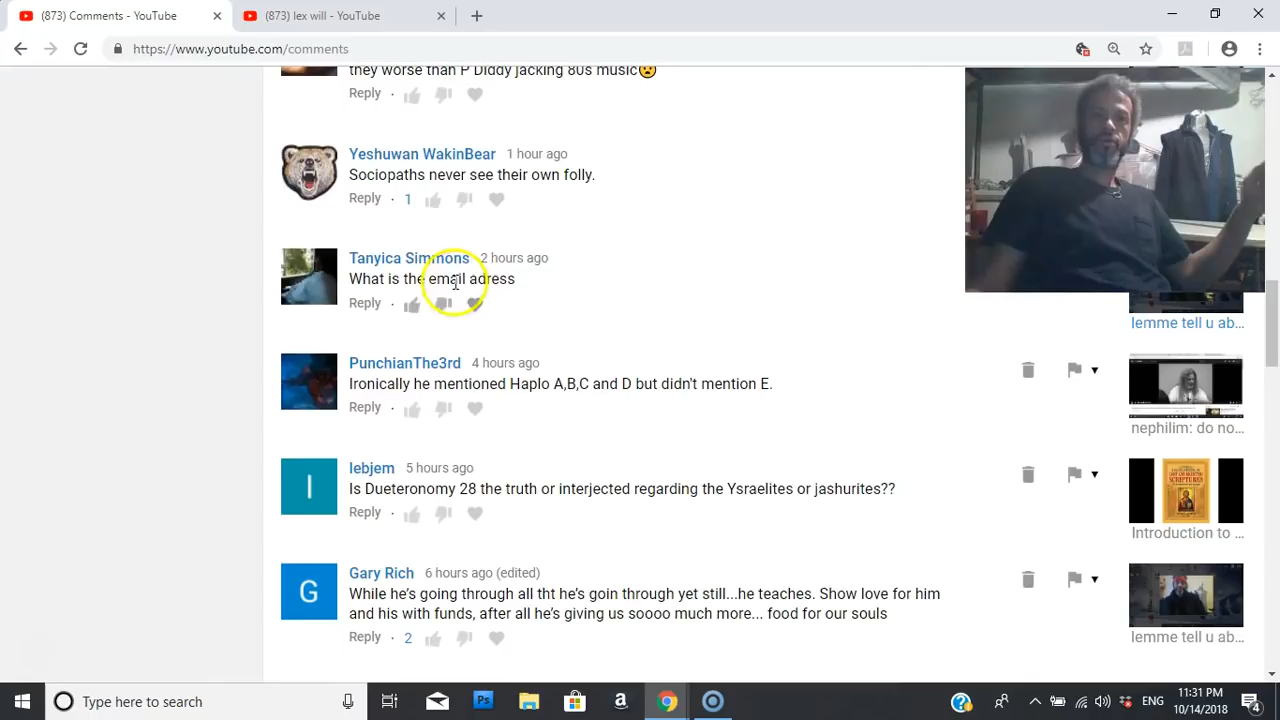 (873) Comments - YouTube
(873) lex will - YouTube
https://www.youtube.com/comments
they worse than P Diddy jacking 80s music😮
Reply
Yeshuwan WakinBear 1 hour ago
Sociopaths never see their own folly.
Reply · 1
Tanyica Simmons 2 hours ago
What is the email adress
Reply ·
lemme tell u ab...
PunchianThe3rd 4 hours ago
Ironically he mentioned Haplo A,B,C and D but didn't mention E.
Reply ·
nephilim: do no...
lebjem 5 hours ago
Is Dueteronomy 28 the truth or interjected regarding the Ysraelites or jashurites??
Reply ·
SCRIPTURES
Introduction to ...
G
Gary Rich 6 hours ago (edited)
While he's going through all tht he's goin through yet still...he teaches. Show love for him
and his with funds, after all he's giving us soooo much more... food for our souls
Reply · 2
lemme tell u ab...
Type here to search
Ps
a
ENG
11:31 PM
10/14/2018
4